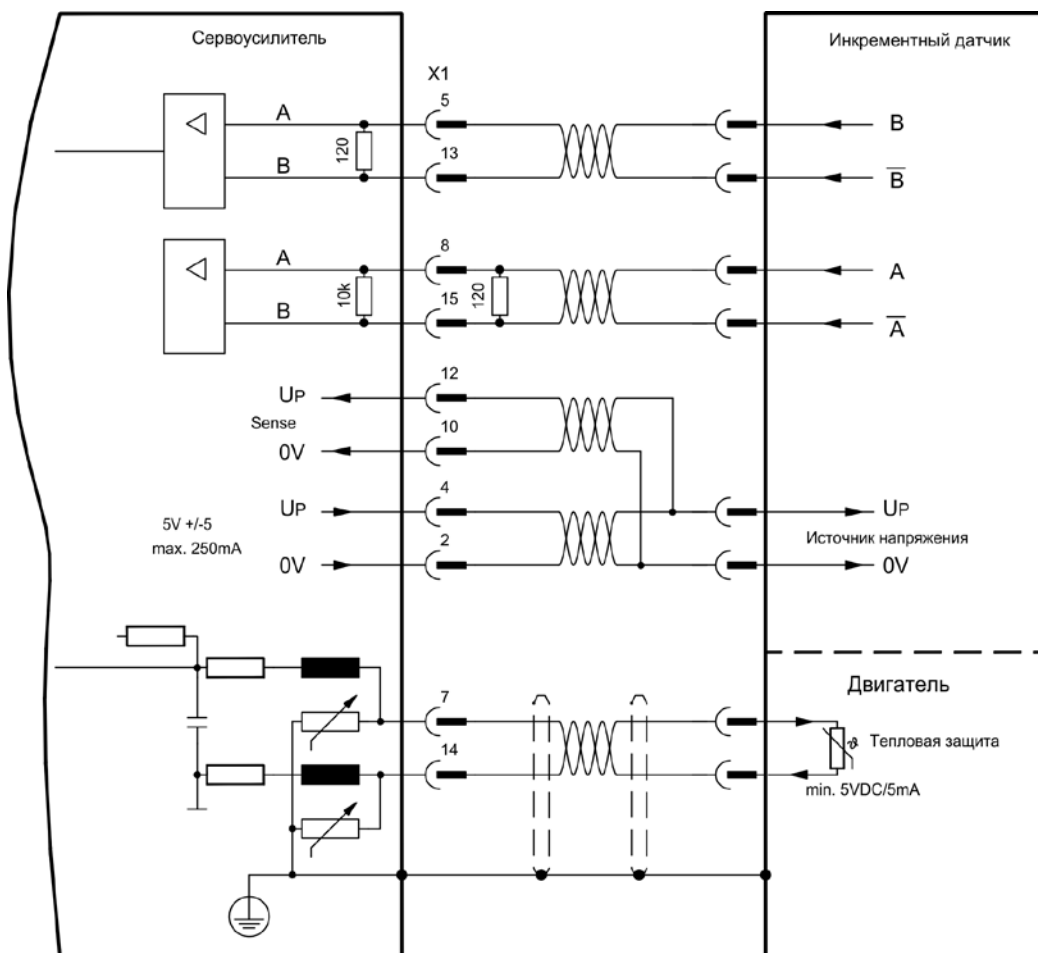 Сервоусилитель
Инкрементный датчик
X1
A
5
B
120
B
13
B̅
A
8
A
10k
120
B
15
A̅
UP
12
Sense
0V
10
UP
4
UP
5V +/-5
max. 250mA
Источник напряжения
0V
2
0V
Двигатель
7
ϑ Тепловая защита
14
min. 5VDC/5mA